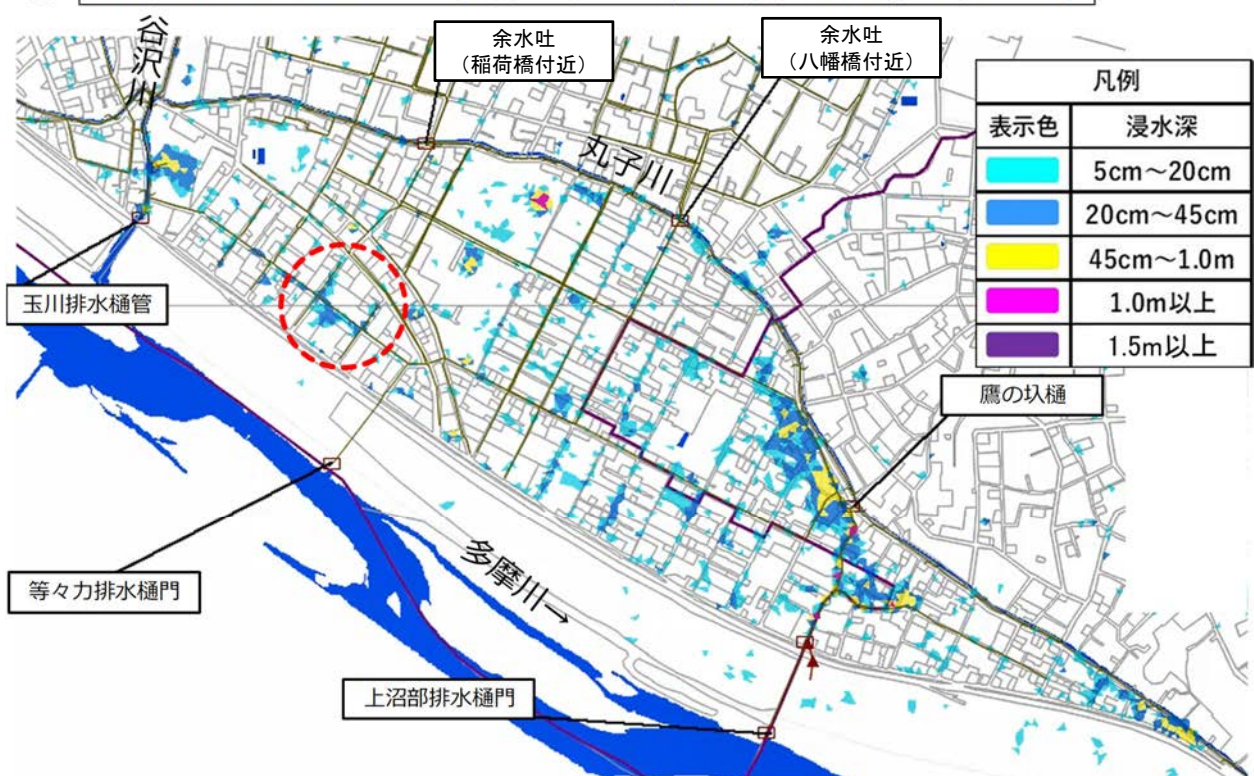 谷沢川
余水吐
(稲荷橋付近)
余水吐
(八幡橋付近)
丸子川
凡例
表示色 浸水深
5cm～20cm
20cm～45cm
45cm～1.0m
1.0m以上
1.5m以上
玉川排水樋管
鷹の圦樋
等々力排水樋門
多摩川→
上沼部排水樋門